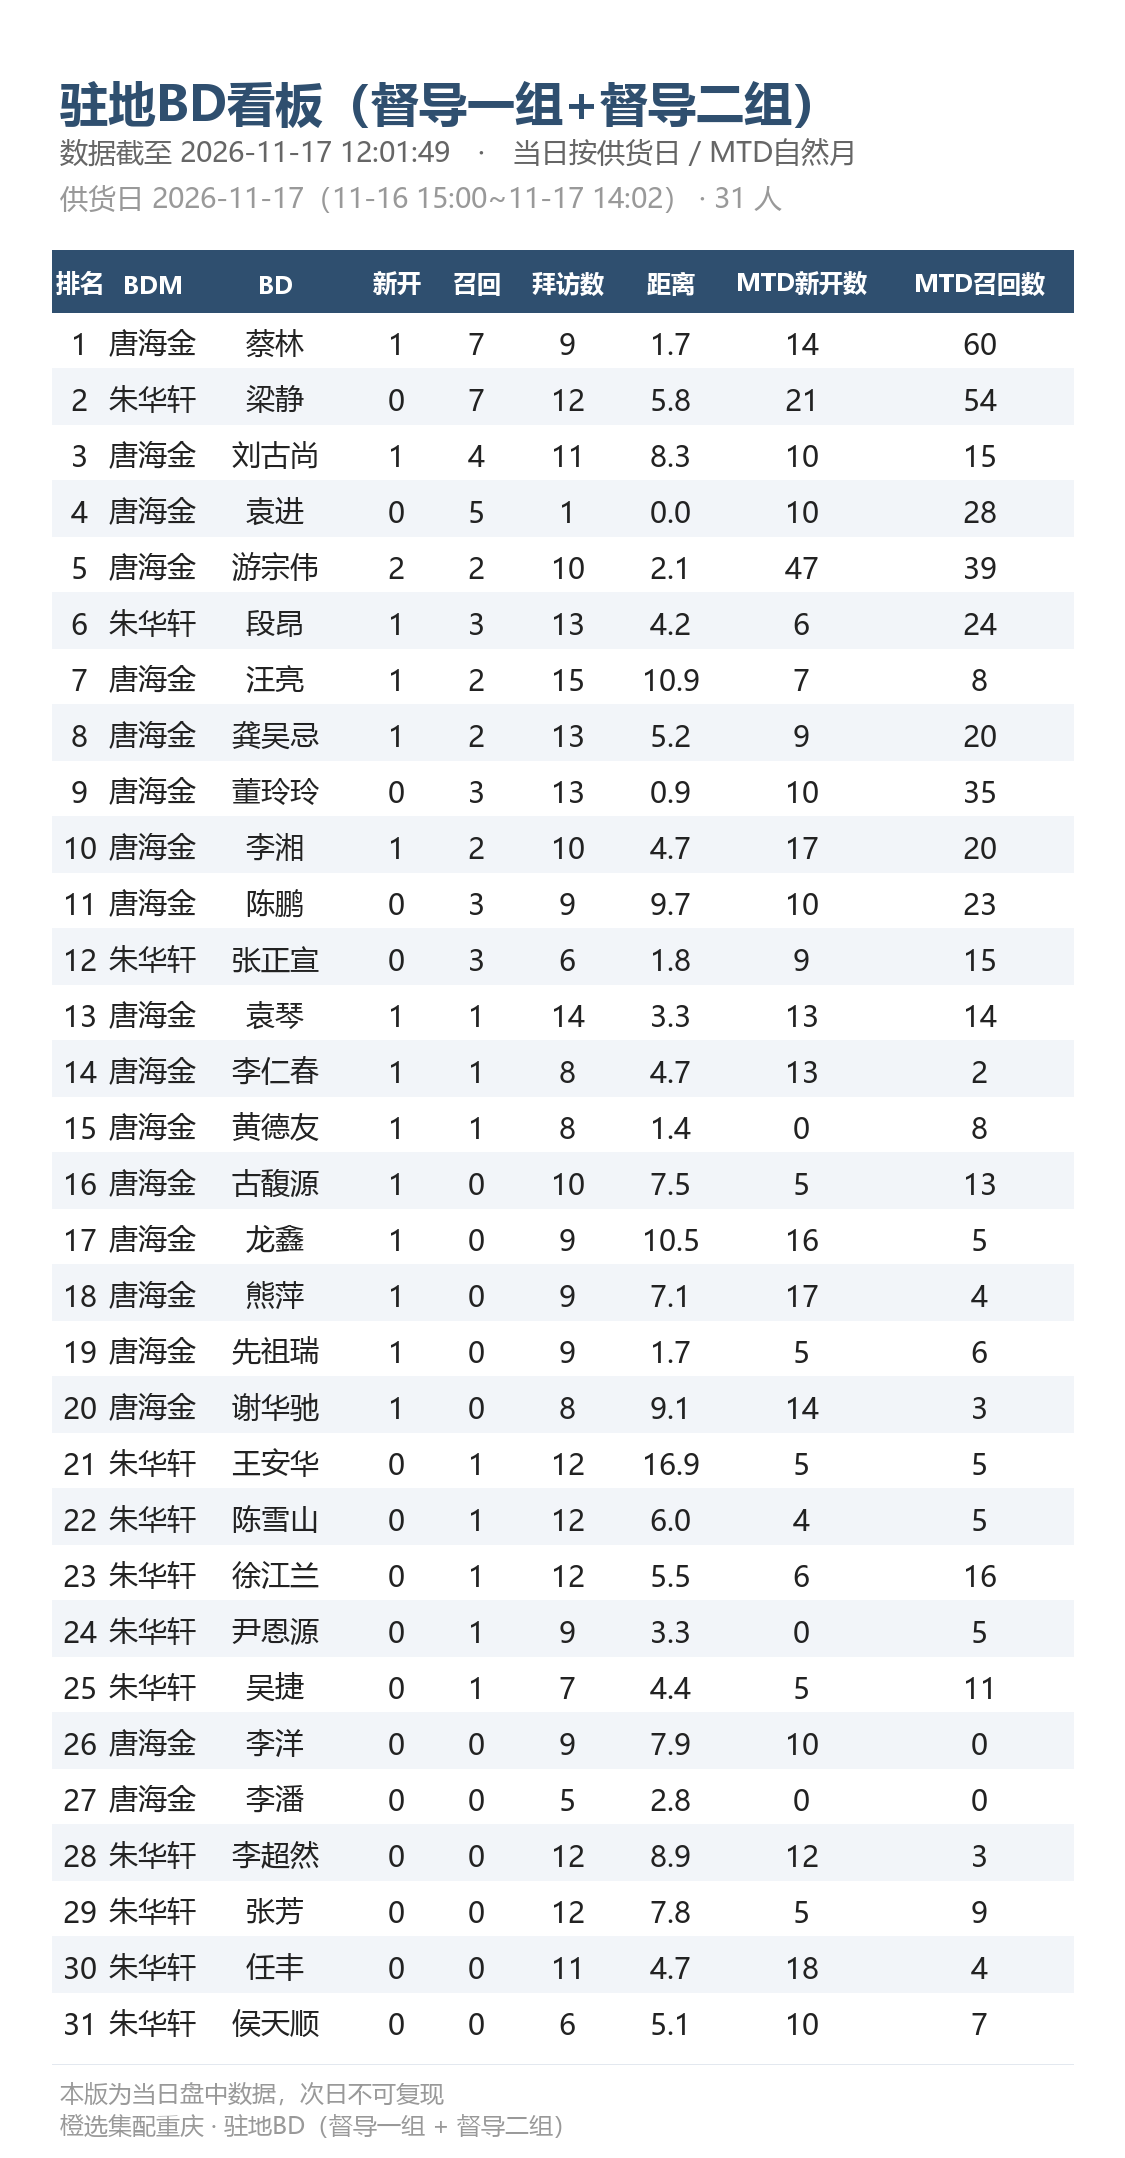 驻地BD看板（督导一组+督导二组）
数据截至 2026-11-17 12:01:49 · 当日按供货日 / MTD自然月
供货日 2026-11-17（11-16 15:00~11-17 14:02） · 31 人
排名 BDM BD 新开 召回 拜访数 距离 MTD新开数 MTD召回数
1 唐海金 蔡林 1 7 9 1.7 14 60
2 朱华轩 梁静 0 7 12 5.8 21 54
3 唐海金 刘古尚 1 4 11 8.3 10 15
4 唐海金 袁进 0 5 1 0.0 10 28
5 唐海金 游宗伟 2 2 10 2.1 47 39
6 朱华轩 段昂 1 3 13 4.2 6 24
7 唐海金 汪亮 1 2 15 10.9 7 8
8 唐海金 龚吴忌 1 2 13 5.2 9 20
9 唐海金 董玲玲 0 3 13 0.9 10 35
10 唐海金 李湘 1 2 10 4.7 17 20
11 唐海金 陈鹏 0 3 9 9.7 10 23
12 朱华轩 张正宣 0 3 6 1.8 9 15
13 唐海金 袁琴 1 1 14 3.3 13 14
14 唐海金 李仁春 1 1 8 4.7 13 2
15 唐海金 黄德友 1 1 8 1.4 0 8
16 唐海金 古馥源 1 0 10 7.5 5 13
17 唐海金 龙鑫 1 0 9 10.5 16 5
18 唐海金 熊萍 1 0 9 7.1 17 4
19 唐海金 先祖瑞 1 0 9 1.7 5 6
20 唐海金 谢华驰 1 0 8 9.1 14 3
21 朱华轩 王安华 0 1 12 16.9 5 5
22 朱华轩 陈雪山 0 1 12 6.0 4 5
23 朱华轩 徐江兰 0 1 12 5.5 6 16
24 朱华轩 尹恩源 0 1 9 3.3 0 5
25 朱华轩 吴捷 0 1 7 4.4 5 11
26 唐海金 李洋 0 0 9 7.9 10 0
27 唐海金 李潘 0 0 5 2.8 0 0
28 朱华轩 李超然 0 0 12 8.9 12 3
29 朱华轩 张芳 0 0 12 7.8 5 9
30 朱华轩 任丰 0 0 11 4.7 18 4
31 朱华轩 侯天顺 0 0 6 5.1 10 7
本版为当日盘中数据，次日不可复现
橙选集配重庆 · 驻地BD（督导一组 + 督导二组）